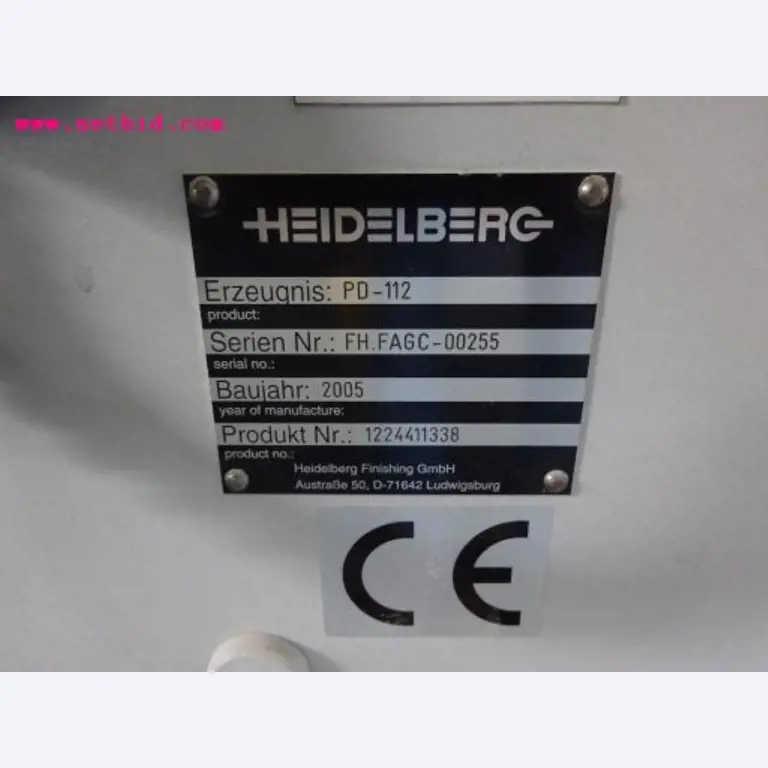 www.netbid.com
HEIDELBERG
Erzeugnis: PD-112
product:
Serien Nr.: FH.FAGC-00255
serial no.:
Baujahr: 2005
year of manufacture:
Produkt Nr.: 1224411338
product no.:
Heidelberg Finishing GmbH
Austraße 50, D-71642 Ludwigsburg
CE